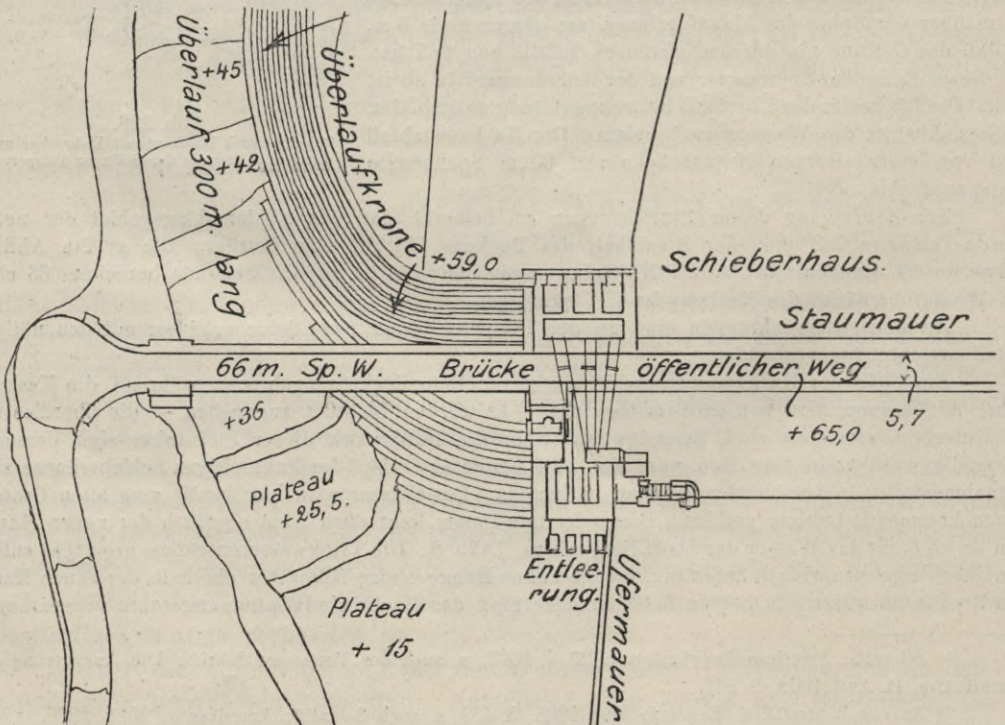 +45
Überlauf 300 m. lang
+42
Überlaufkrone
+59,0
Schieberhaus.
Staumauer
66 m. Sp. W. Brücke öffentlicher Weg
5,7
+36
+ 65,0
Plateau
+25,5.
Entlee-
rung.
Plateau
+ 15.
Ufermauer